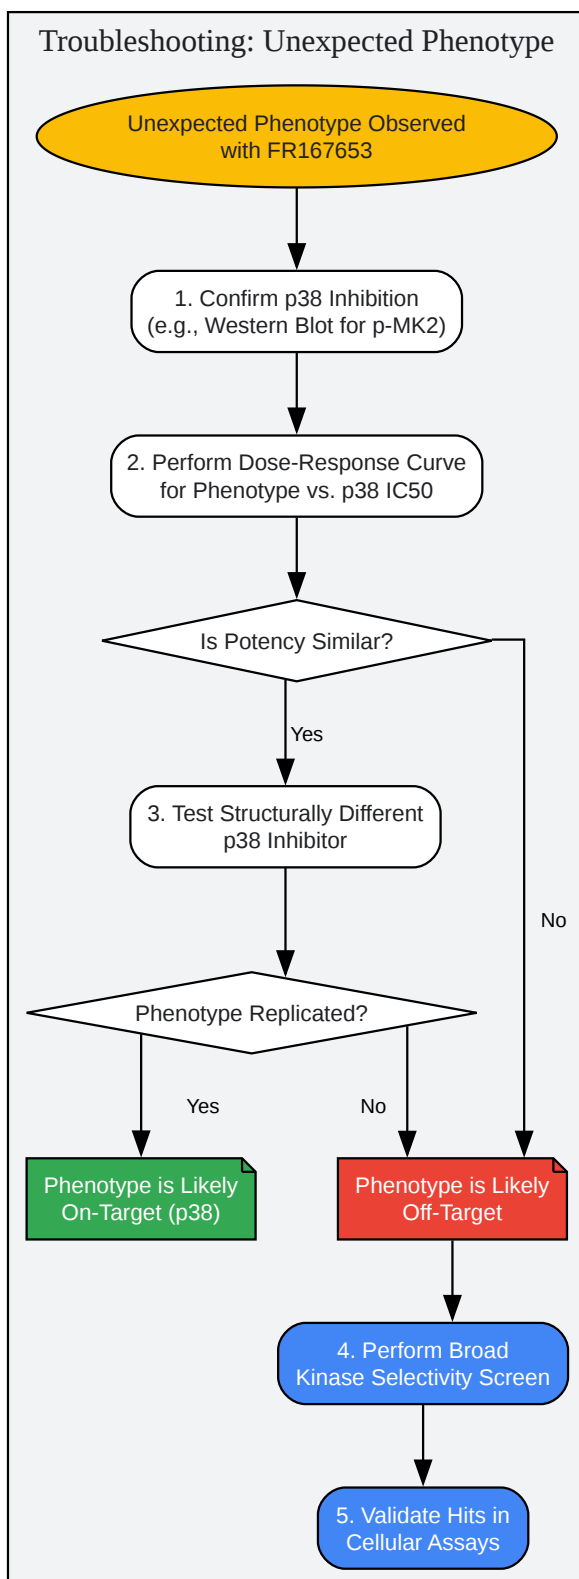 Troubleshooting: Unexpected Phenotype
Unexpected Phenotype Observed
with FR167653
1. Confirm p38 Inhibition
(e.g., Western Blot for p-MK2)
2. Perform Dose-Response Curve
for Phenotype vs. p38 IC50
Is Potency Similar?
Yes
3. Test Structurally Different
p38 Inhibitor
No
Phenotype Replicated?
Yes
No
Phenotype is Likely
On-Target (p38)
Phenotype is Likely
Off-Target
4. Perform Broad
Kinase Selectivity Screen
5. Validate Hits in
Cellular Assays